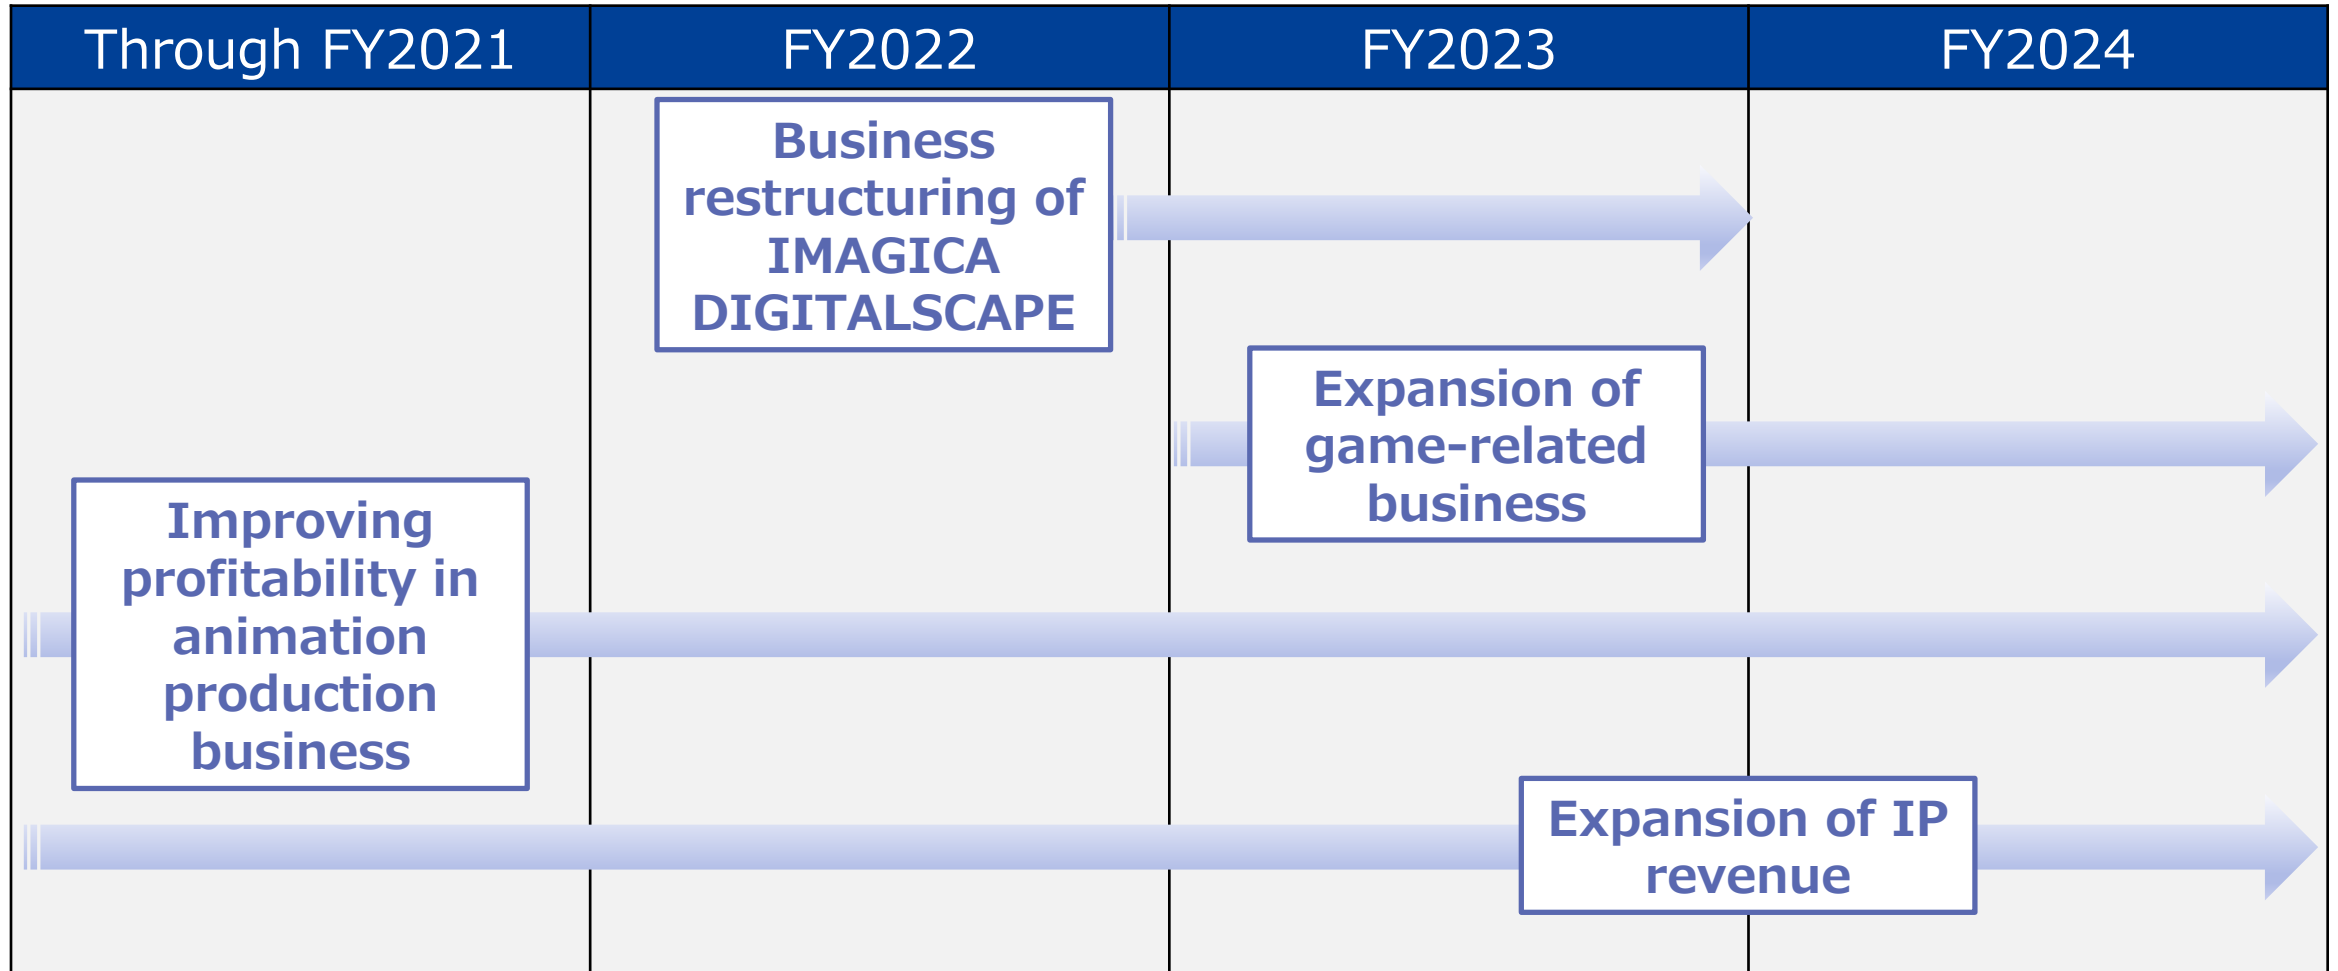 Through FY2021
FY2022
FY2023
FY2024
Business
restructuring of
IMAGICA
DIGITALSCAPE
Expansion of
game-related
business
Improving
profitability in
animation
production
business
Expansion of IP
revenue